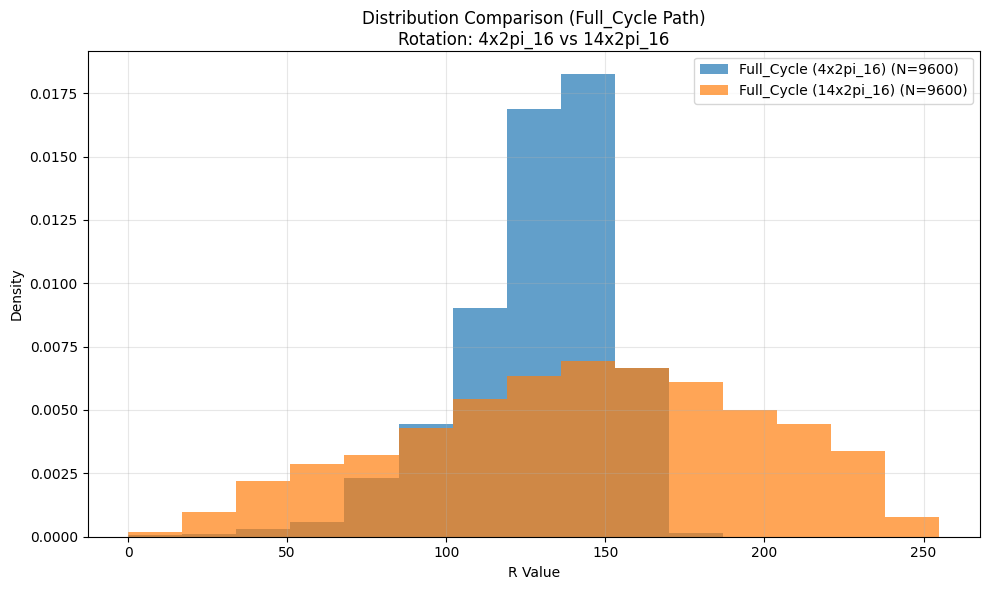 Distribution Comparison (Full_Cycle Path)
Rotation: 4x2pi_16 vs 14x2pi_16
Full_Cycle (4x2pi_16) (N=9600)
Full_Cycle (14x2pi_16) (N=9600)
Density
0.0175
0.0150
0.0125
0.0100
0.0075
0.0050
0.0025
0.0000
0 50 100 150 200 250
R Value